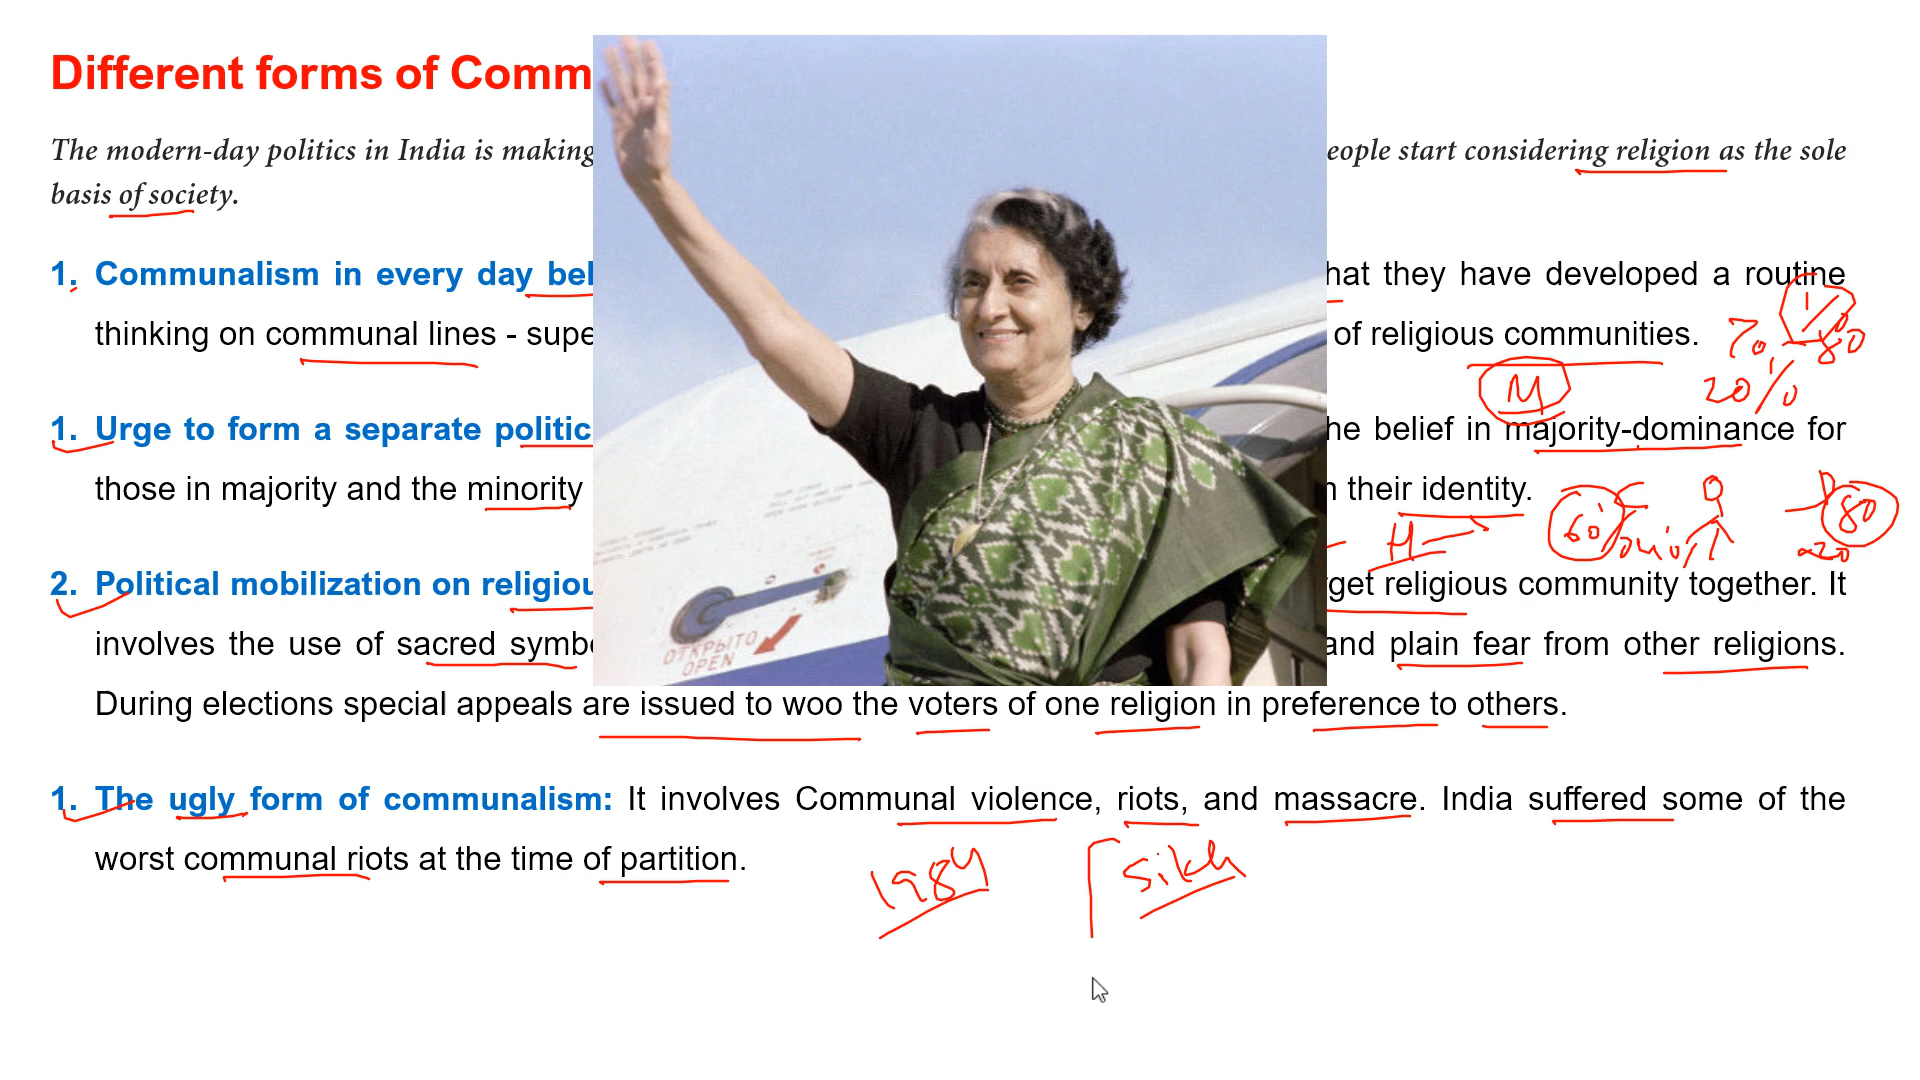 Different forms of Comm
The modern-day politics in India is making eople start considering religion as the sole
basis of society.
1. Communalism in every day bel hat they have developed a routine
thinking on communal lines - supe of religious communities.
70 80
20%
M
1. Urge to form a separate politic he belief in majority-dominance for
those in majority and the minority n their identity.
60 80
H
20
2. Political mobilization on religiou get religious community together. It
involves the use of sacred symb and plain fear from other religions.
ОТКРЫТО
OPEN
During elections special appeals are issued to woo the voters of one religion in preference to others.
1. The ugly form of communalism: It involves Communal violence, riots, and massacre. India suffered some of the
worst communal riots at the time of partition.
1984 Sikh